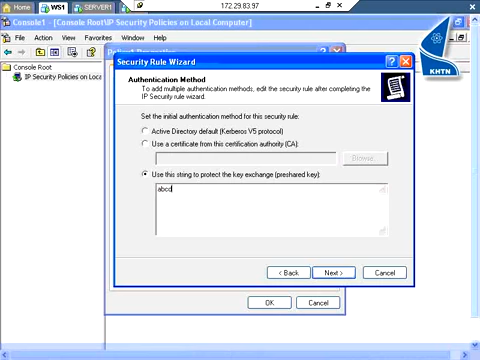 Home
WS1
SERVER1
172.29.83.97
Console1 - [Console Root\IP Security Policies on Local Computer]
File Action View Favorites Window Help
Console Root
IP Security Policies on Loca
Security Rule Wizard
Authentication Method
To add multiple authentication methods, edit the security rule after completing the
IP Security rule wizard.
Set the initial authentication method for this security rule:
Active Directory default (Kerberos V5 protocol)
Use a certificate from this certification authority (CA):
Browse...
Use this string to protect the key exchange (preshared key):
abcd
< Back
Next >
Cancel
OK
Cancel
KHTN